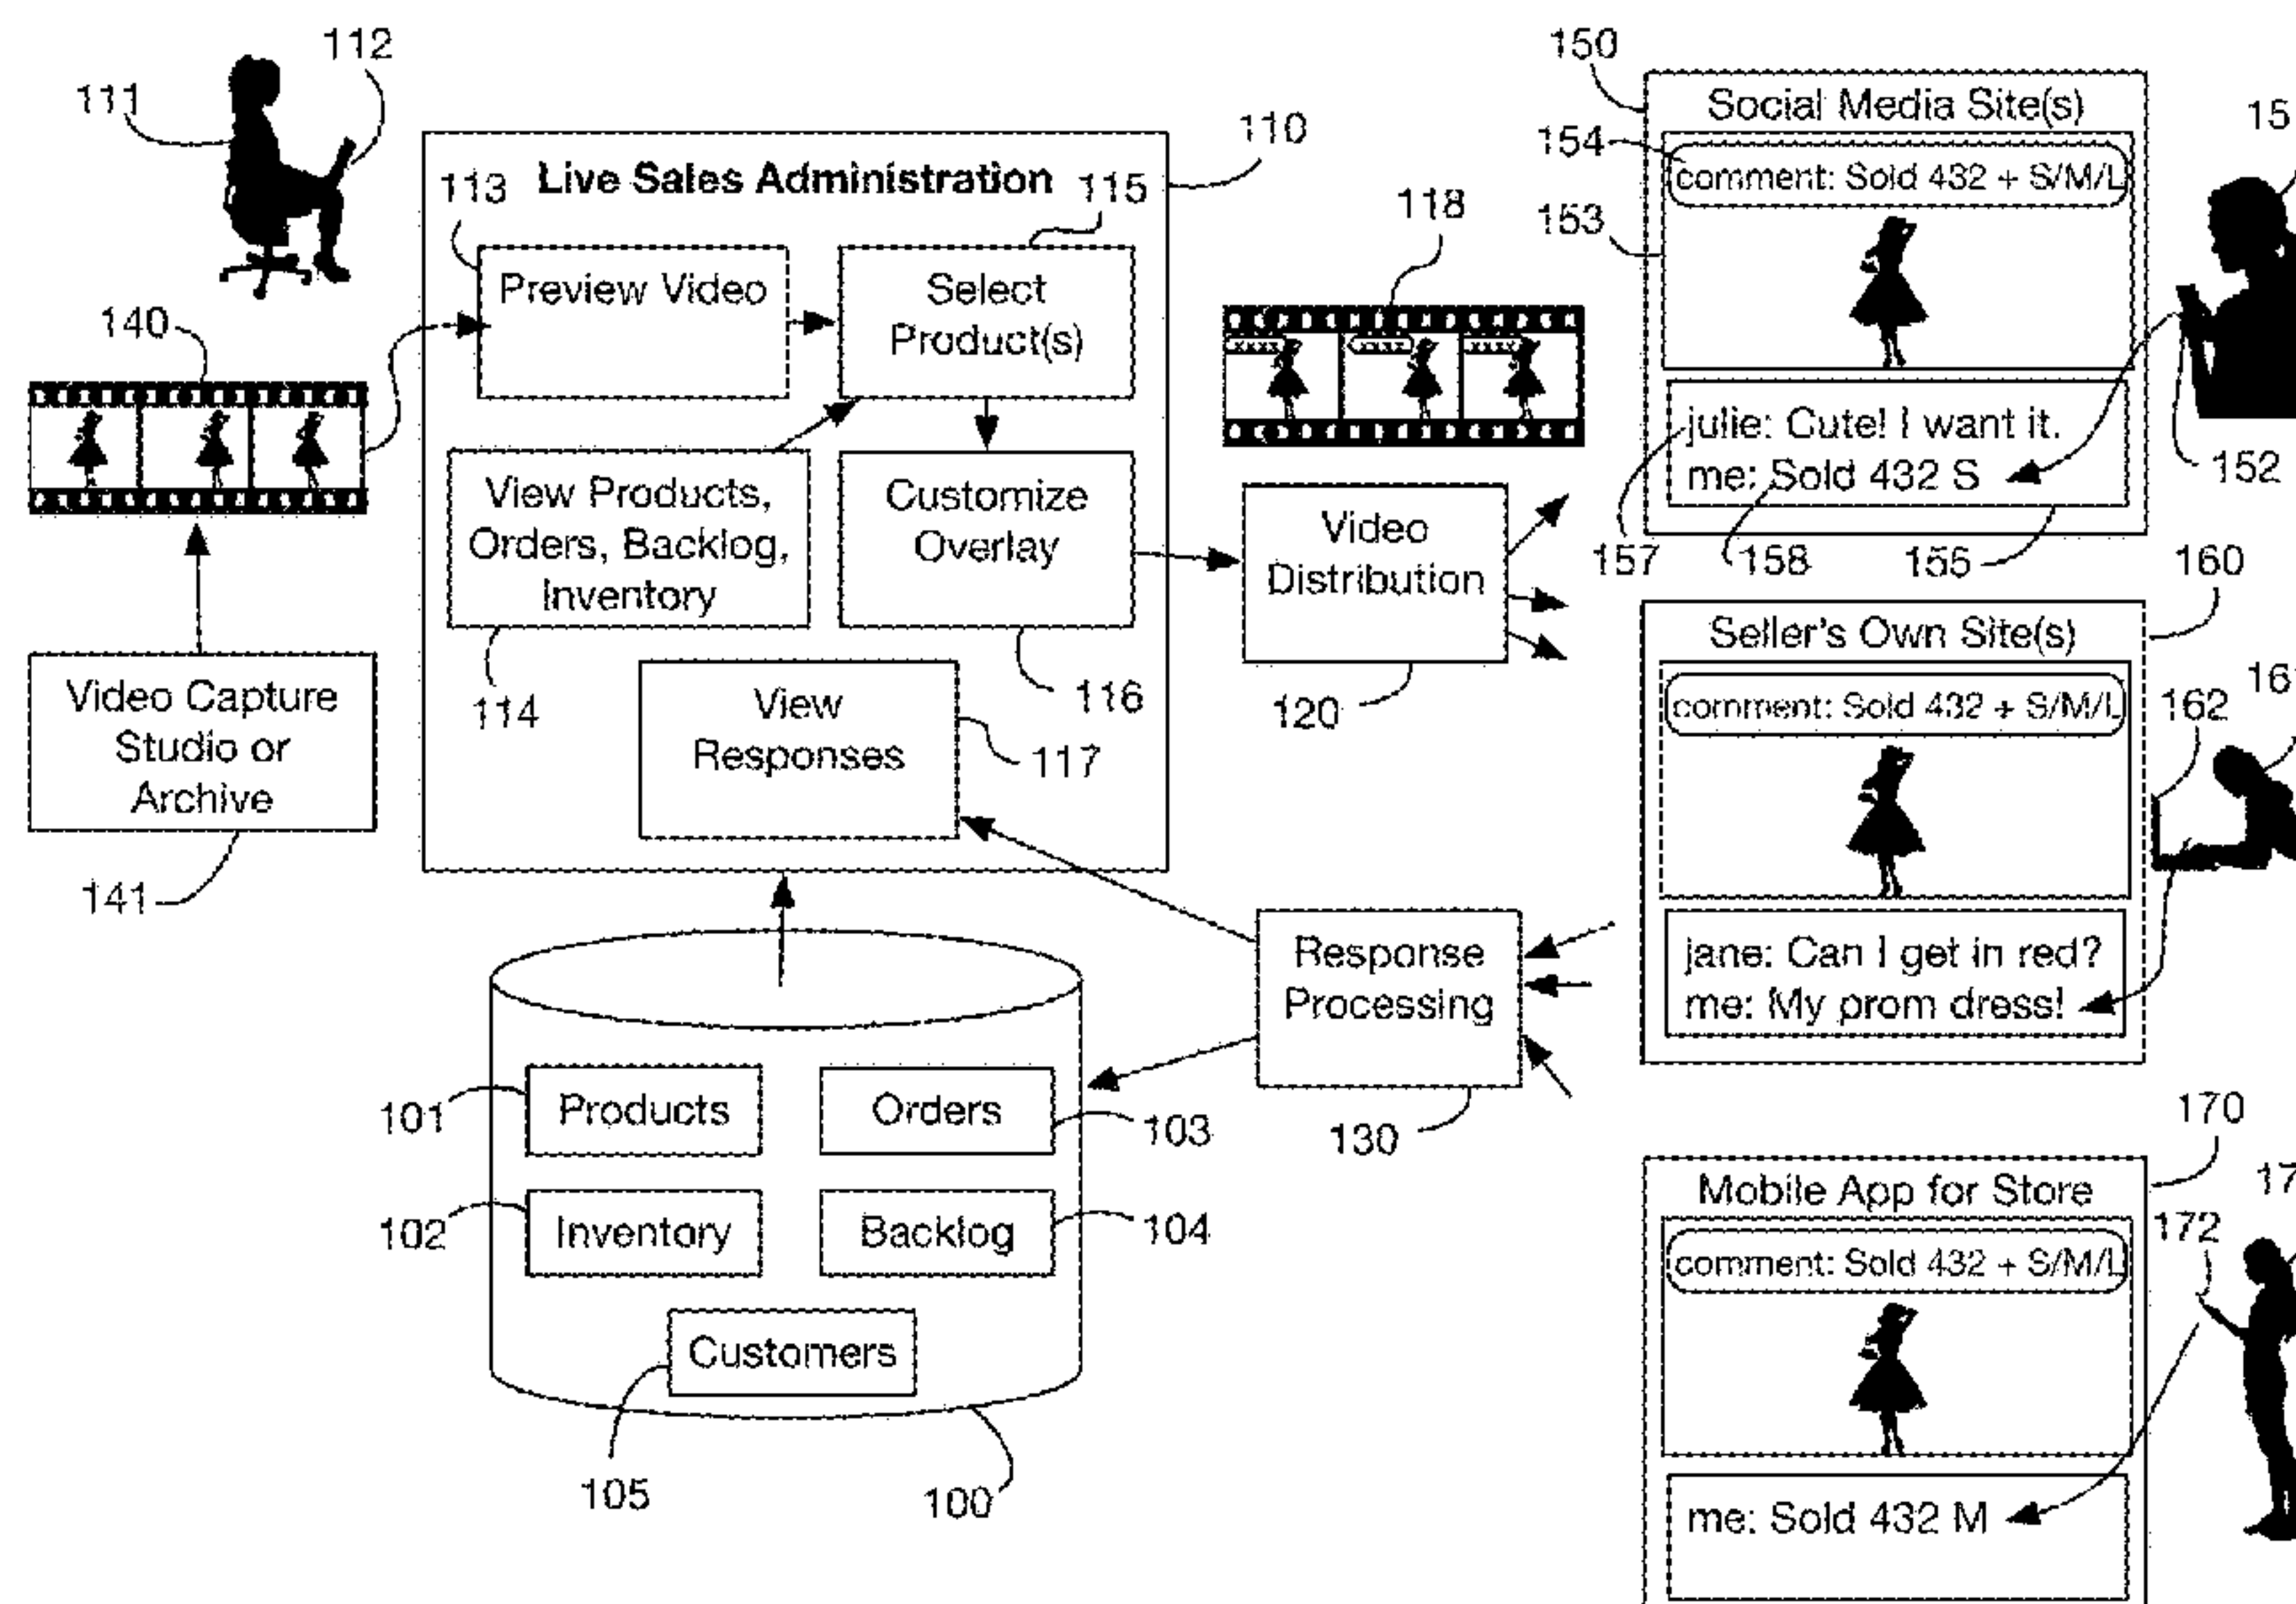 112
111
150
Social Media Site(s)
110
154
comment: Sold 432 + S/M/L
Live Sales Administration
113
115
118
153
Preview Video
Select
Product(s)
140
xxxx
xxxx
xxxx
julie: Cute! I want it.
me: Sold 432 S
152
View Products,
Orders, Backlog,
Inventory
Customize
Overlay
Video
Distribution
157
158
155
160
Seller's Own Site(s)
Video Capture
Studio or
Archive
114
View
Responses
116
117
120
comment: Sold 432 + S/M/L
162
141
Response
Processing
jane: Can I get in red?
me: My prom dress!
101
Products
Orders
103
130
170
Mobile App for Store
172
102
Inventory
Backlog
104
comment: Sold 432 + S/M/L
Customers
105
100
me: Sold 432 M